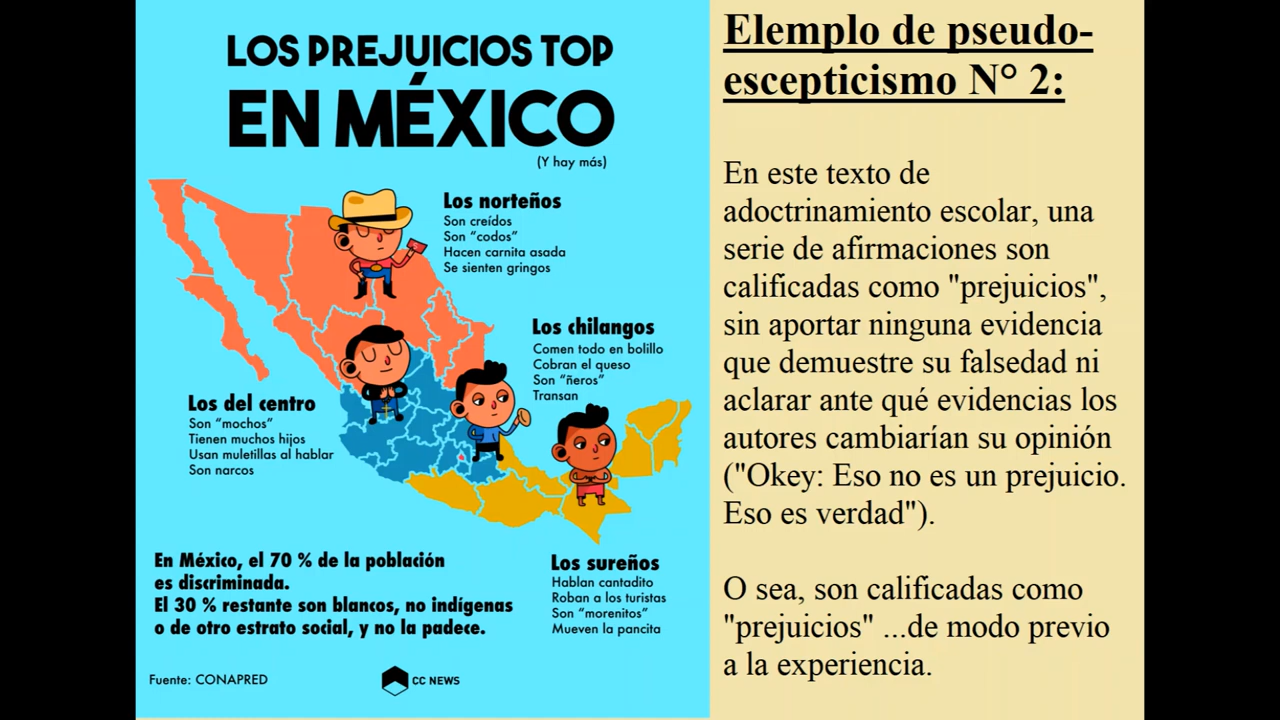 LOS PREJUICIOS TOP
EN MÉXICO
(Y hay más)
Los norteños
Son creídos
Son “codos”
Hacen carnita asada
Se sienten gringos
Los chilangos
Comen todo en bolillo
Cobran el queso
Son “ñeros”
Transan
Los del centro
Son “mochos”
Tienen muchos hijos
Usan muletillas al hablar
Son narcos
Los sureños
Hablan cantadito
Roban a los turistas
Son “morenitos”
Mueven la pancita
En México, el 70 % de la población
es discriminada.
El 30 % restante son blancos, no indígenas
o de otro estrato social, y no la padece.
Fuente: CONAPRED
CC NEWS
Elemplo de pseudo-
escepticismo N° 2:
En este texto de
adoctrinamiento escolar, una
serie de afirmaciones son
calificadas como "prejuicios",
sin aportar ninguna evidencia
que demuestre su falsedad ni
aclarar ante qué evidencias los
autores cambiarían su opinión
("Okey: Eso no es un prejuicio.
Eso es verdad").
O sea, son calificadas como
"prejuicios" ...de modo previo
a la experiencia.